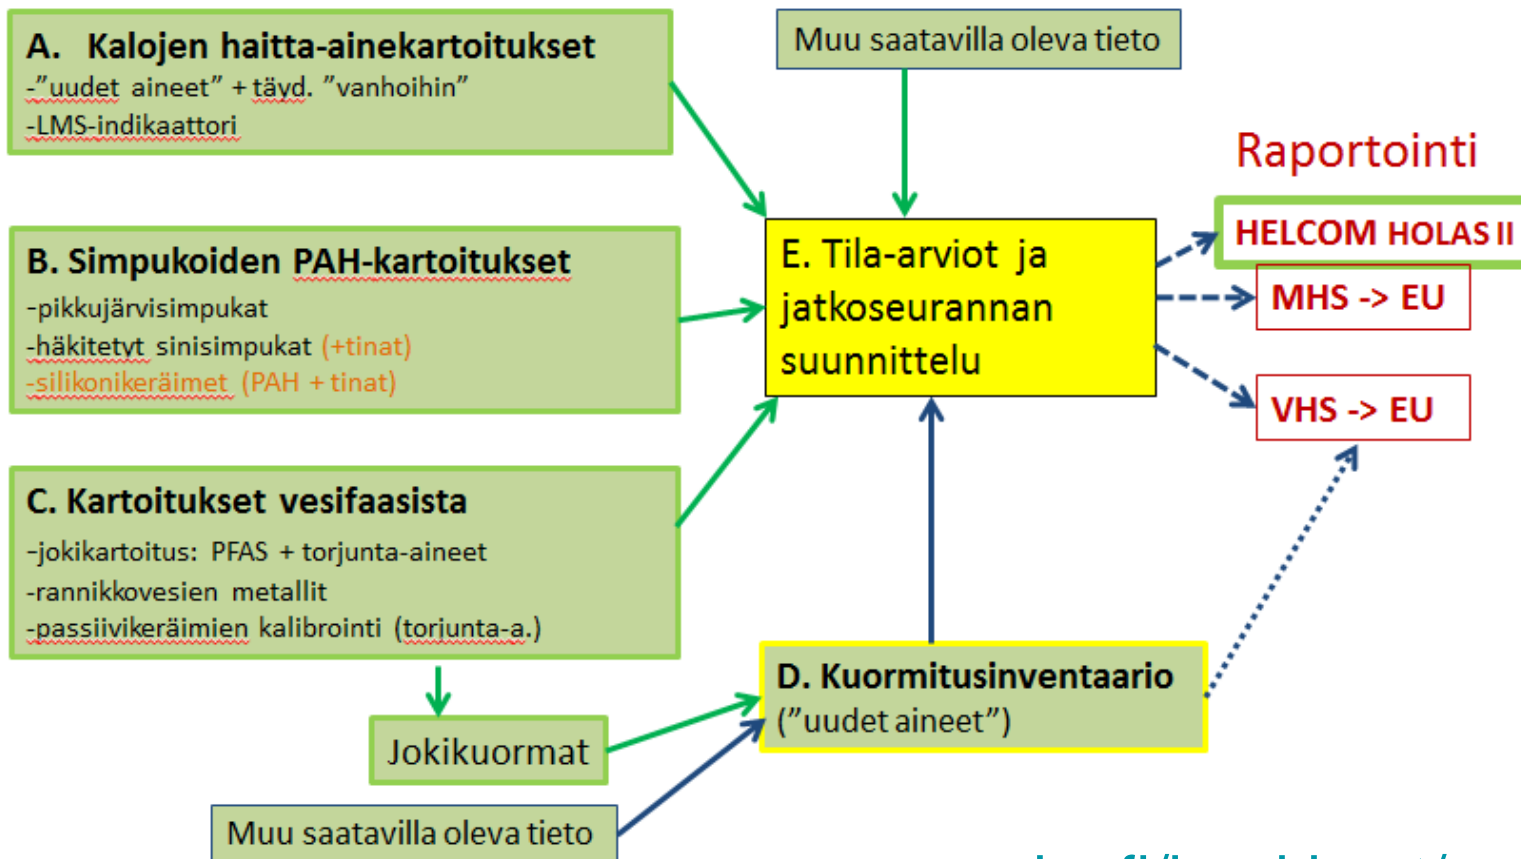 A. Kalojen haitta-ainekartoitukset
-”uudet aineet” + täyd. ”vanhoihin”
-LMS-indikaattori
Muu saatavilla oleva tieto
Raportointi
B. Simpukoiden PAH-kartoitukset
-pikkujärvisimpukat
-häkitetyt sinisimpukat (+tinat)
-silikonikeräimet (PAH + tinat)
E. Tila-arviot ja
jatkoseurannan
suunnittelu
HELCOM HOLAS II
MHS -> EU
VHS -> EU
C. Kartoitukset vesifaasista
-jokikartoitus: PFAS + torjunta-aineet
-rannikkovesien metallit
-passiivikeräimien kalibrointi (torjunta-a.)
D. Kuormitusinventaario
(”uudet aineet”)
Jokikuormat
Muu saatavilla oleva tieto